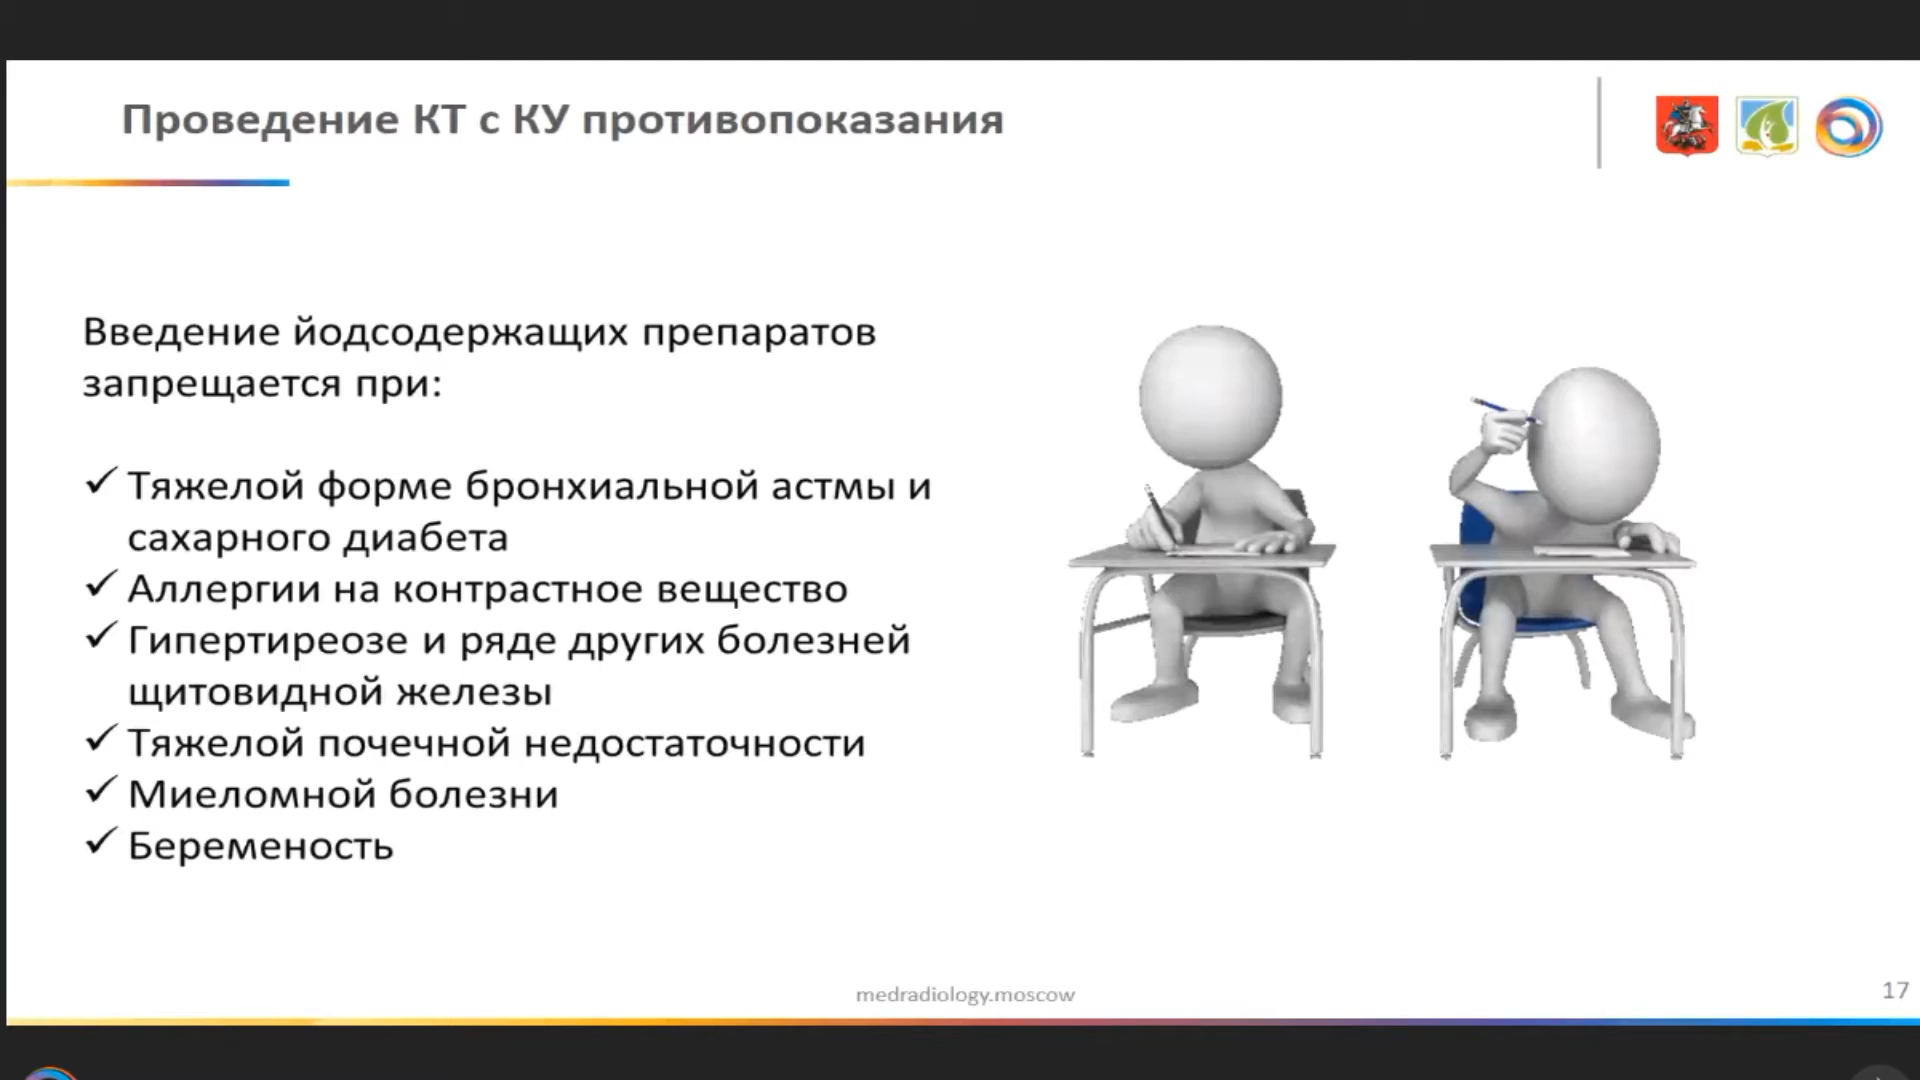 Проведение КТ с КУ противопоказания
Введение йодсодержащих препаратов
запрещается при:
✓ Тяжелой форме бронхиальной астмы и
сахарного диабета
✓ Аллергии на контрастное вещество
✓ Гипертиреозе и ряде других болезней
щитовидной железы
✓ Тяжелой почечной недостаточности
✓ Миеломной болезни
✓ Беременость
medradiology.moscow
17